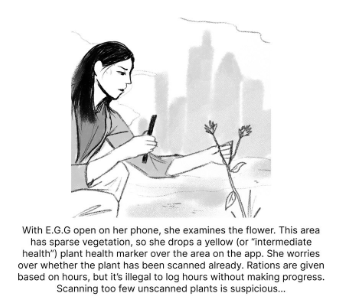 With E.G.G open on her phone, she examines the flower. This area
has sparse vegetation, so she drops a yellow (or “intermediate
health”) plant health marker over the area on the app. She worries
over whether the plant has been scanned already. Rations are given
based on hours, but it’s illegal to log hours without making progress.
Scanning too few unscanned plants is suspicious...